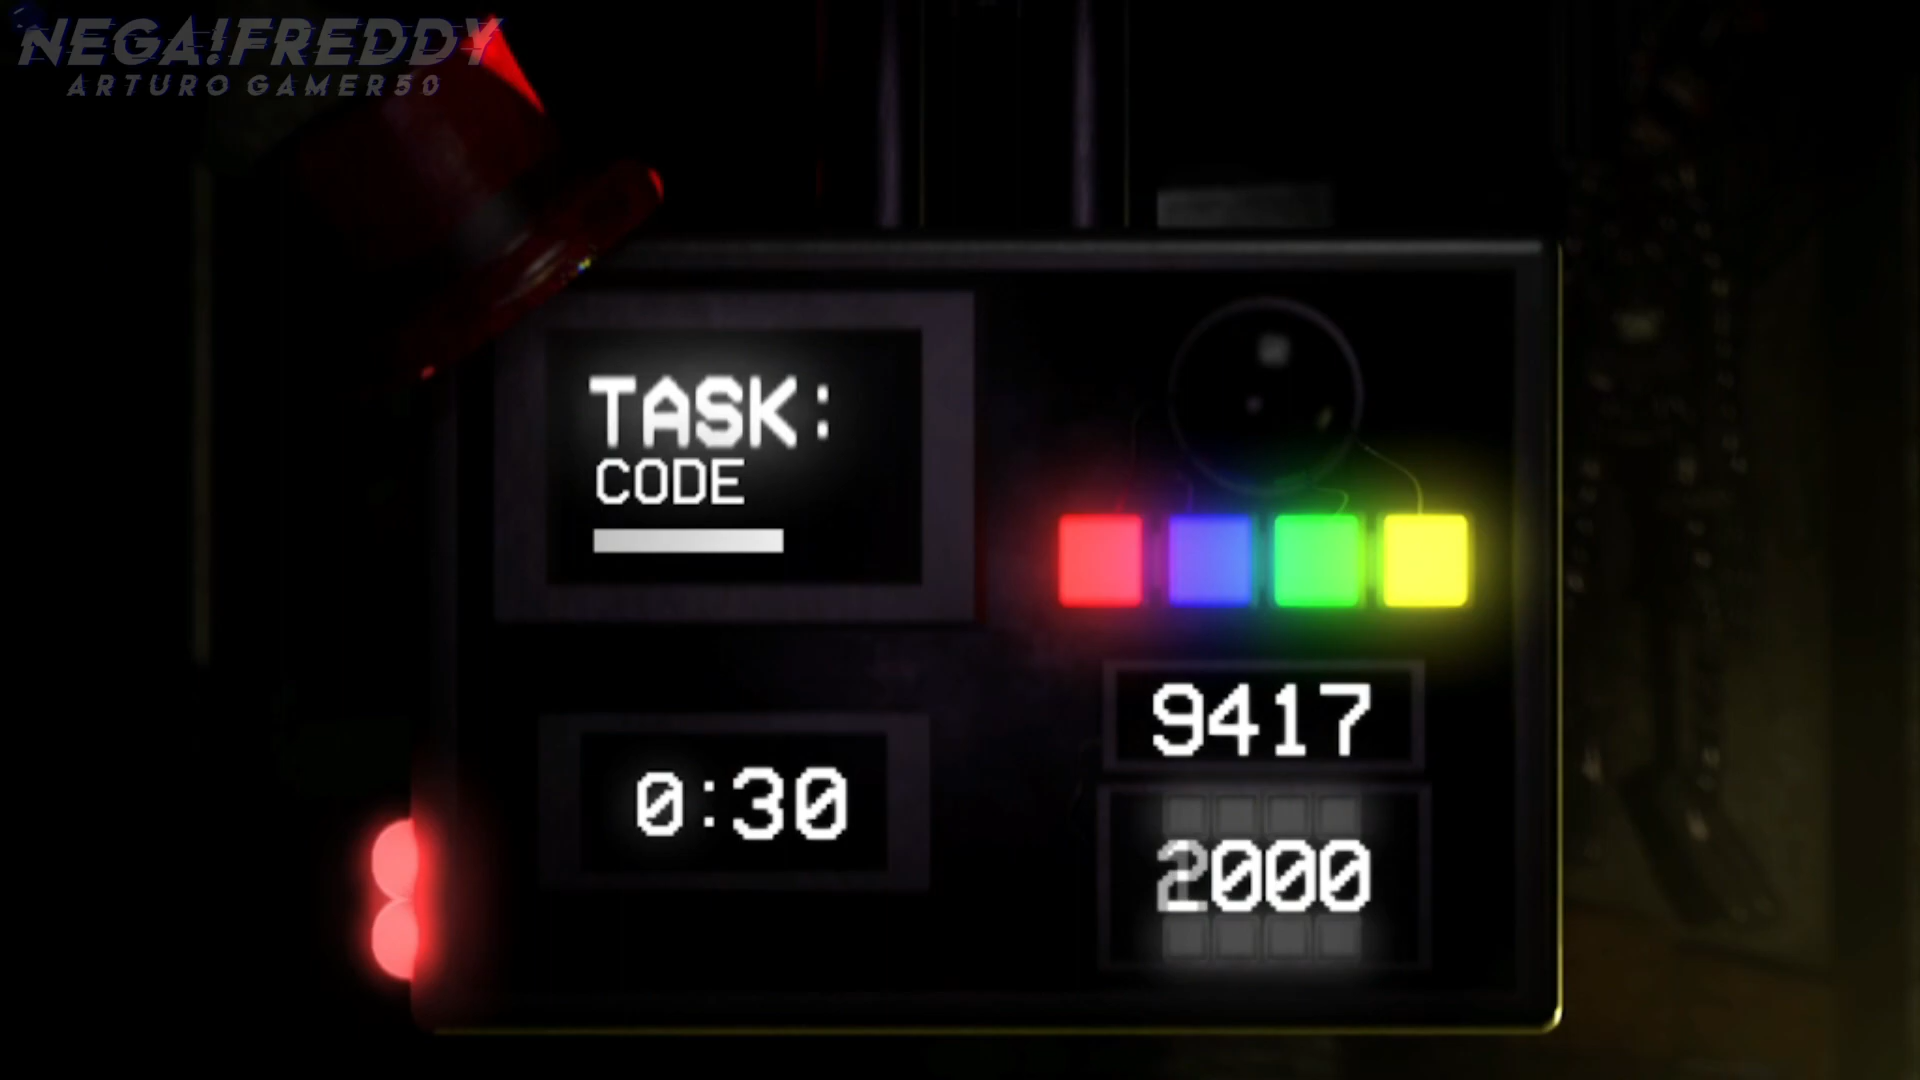 NEGA!FREDDY
ARTURO GAMER50
TASK:
CODE
9417
0:30
2000